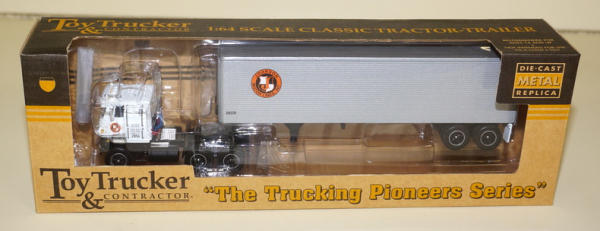 Toy Trucker
& CONTRACTOR
1:64 SCALE CLASSIC TRACTOR-TRAILER
DIE-CAST
METAL
REPLICA
Toy Trucker
& CONTRACTOR
"The Trucking Pioneers Series"